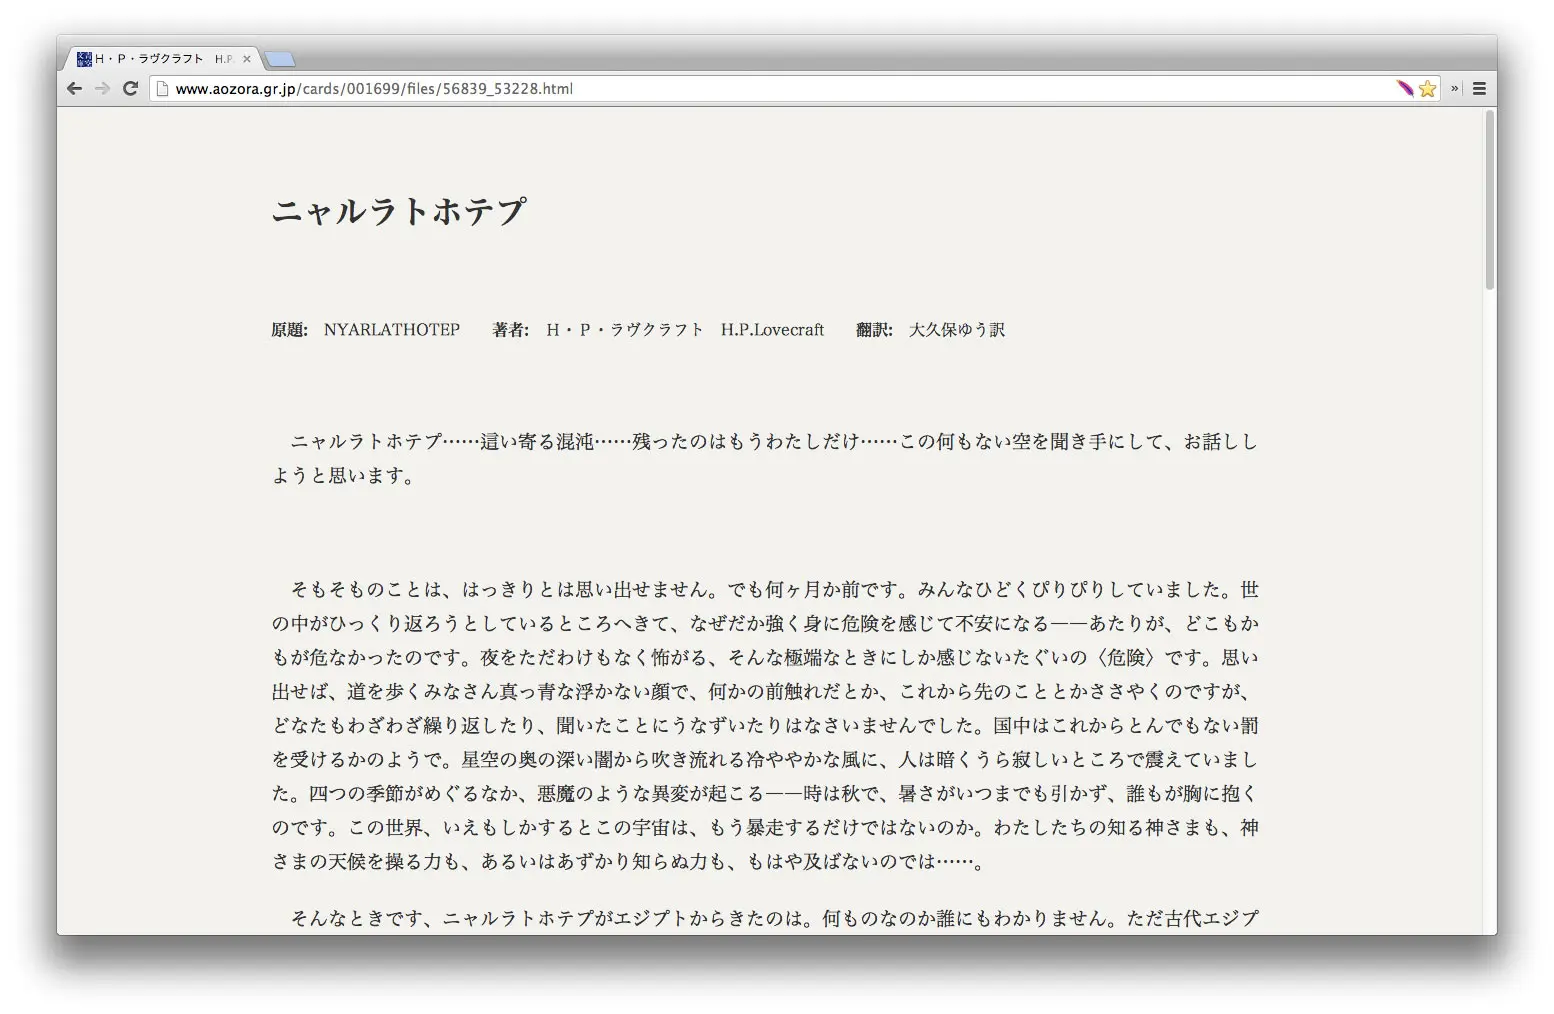 H・P・ラヴクラフト　H.P.
www.aozora.gr.jp/cards/001699/files/56839_53228.html
ニャルラトホテプ
原題:　NYARLATHOTEP　　著者:　H・P・ラヴクラフト　H.P.Lovecraft　　翻訳:　大久保ゆう訳
ニャルラトホテプ……這い寄る混沌……残ったのはもうわたしだけ……この何もない空を聞き手にして、お話しし
ようと思います。
そもそものことは、はっきりとは思い出せません。でも何ヶ月か前です。みんなひどくぴりぴりしていました。世
の中がひっくり返ろうとしているところへきて、なぜだか強く身に危険を感じて不安になる――あたりが、どこもか
もが危なかったのです。夜をただわけもなく怖がる、そんな極端なときにしか感じないたぐいの〈危険〉です。思い
出せば、道を歩くみなさん真っ青な浮かない顔で、何かの前触れだとか、これから先のこととかささやくのですが、
どなたもわざわざ繰り返したり、聞いたことにうなずいたりはなさいませんでした。国中はこれからとんでもない罰
を受けるかのようで。星空の奥の深い闇から吹き流れる冷ややかな風に、人は暗くうら寂しいところで震えていまし
た。四つの季節がめぐるなか、悪魔のような異変が起こる――時は秋で、暑さがいつまでも引かず、誰もが胸に抱く
のです。この世界、いえもしかするとこの宇宙は、もう暴走するだけではないのか。わたしたちの知る神さまも、神
さまの天候を操る力も、あるいはあずかり知らぬ力も、もはや及ばないのでは……。
そんなときです、ニャルラトホテプがエジプトからきたのは。何ものなのか誰にもわかりません。ただ古代エジプ